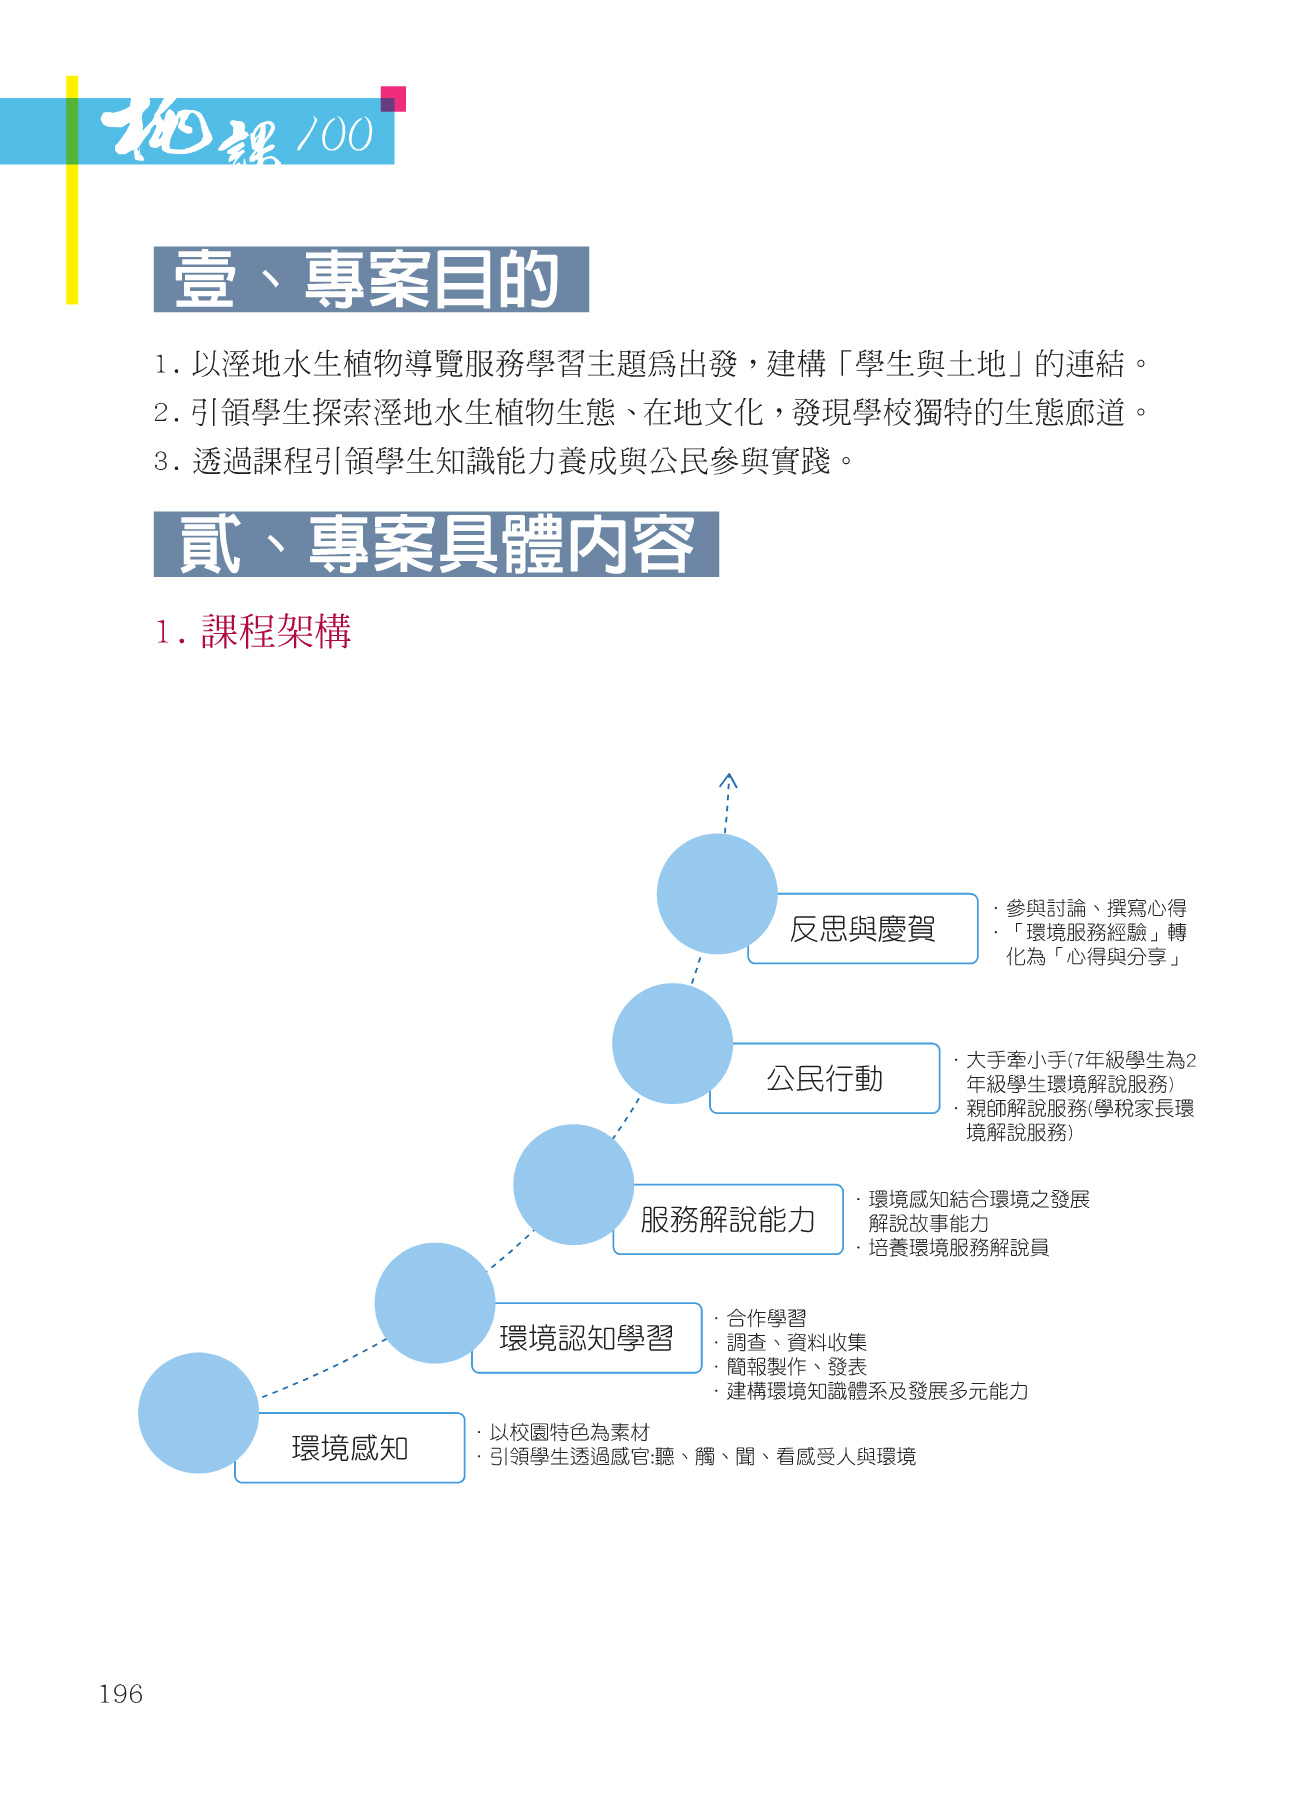 桃課100
壹、專案目的
1. 以溼地水生植物導覽服務學習主題為出發，建構「學生與土地」的連結。
2. 引領學生探索溼地水生植物生態、在地文化，發現學校獨特的生態廊道。
3. 透過課程引領學生知識能力養成與公民參與實踐。
貳、專案具體內容
1. 課程架構
反思與慶賀
·參與討論、撰寫心得
·「環境服務經驗」轉
化為「心得與分享」
公民行動
·大手牽小手(7年級學生為2
年級學生環境解說服務)
·親師解說服務(學稅家長環
境解說服務)
服務解說能力
·環境感知結合環境之發展
解說故事能力
·培養環境服務解說員
環境認知學習
·合作學習
·調查、資料收集
·簡報製作、發表
·建構環境知識體系及發展多元能力
環境感知
·以校園特色為素材
·引領學生透過感官:聽、觸、聞、看感受人與環境
196